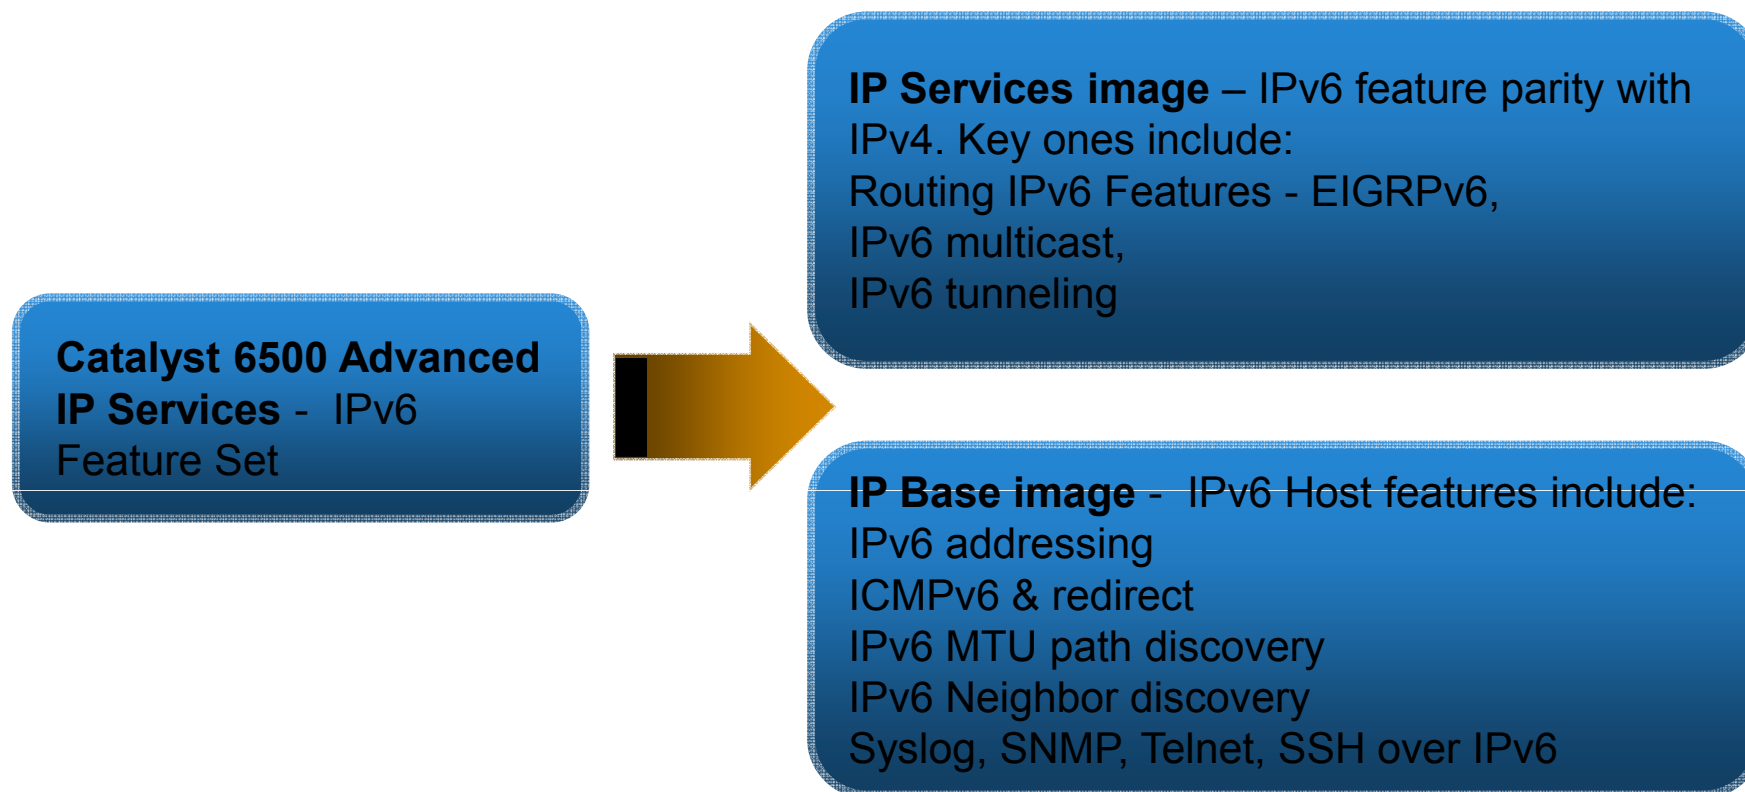 Catalyst 6500 Advanced
IP Services - IPv6
Feature Set
IP Services image – IPv6 feature parity with
IPv4. Key ones include:
Routing IPv6 Features - EIGRPv6,
IPv6 multicast,
IPv6 tunneling
IP Base image - IPv6 Host features include:
IPv6 addressing
ICMPv6 & redirect
IPv6 MTU path discovery
IPv6 Neighbor discovery
Syslog, SNMP, Telnet, SSH over IPv6